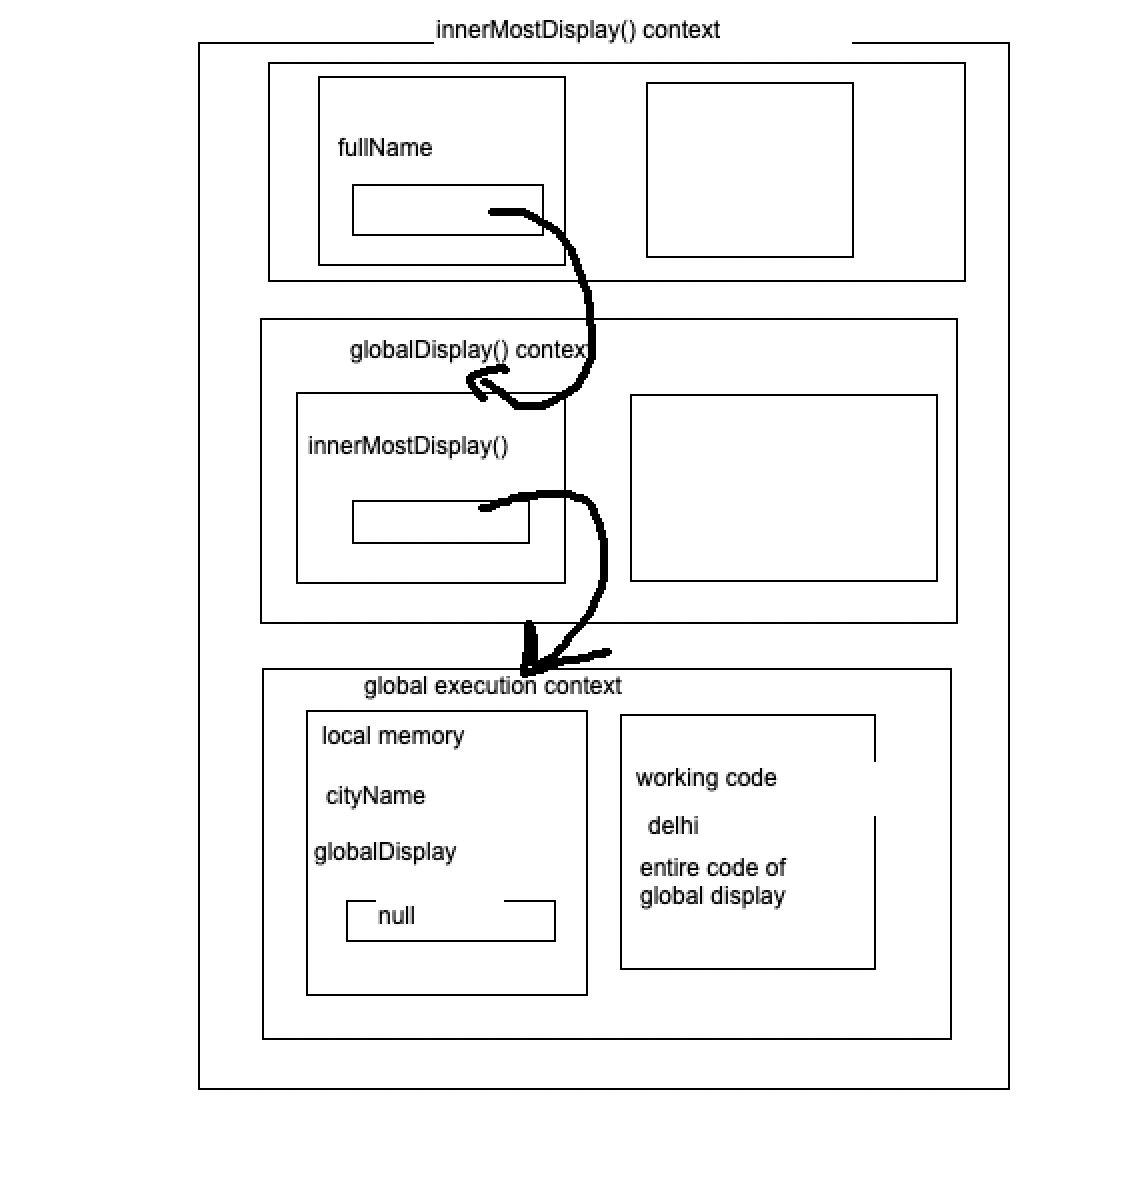 innerMostDisplay() context
fullName
globalDisplay() context
innerMostDisplay()
global execution context
local memory
cityName
globalDisplay
null
working code
delhi
entire code of
global display